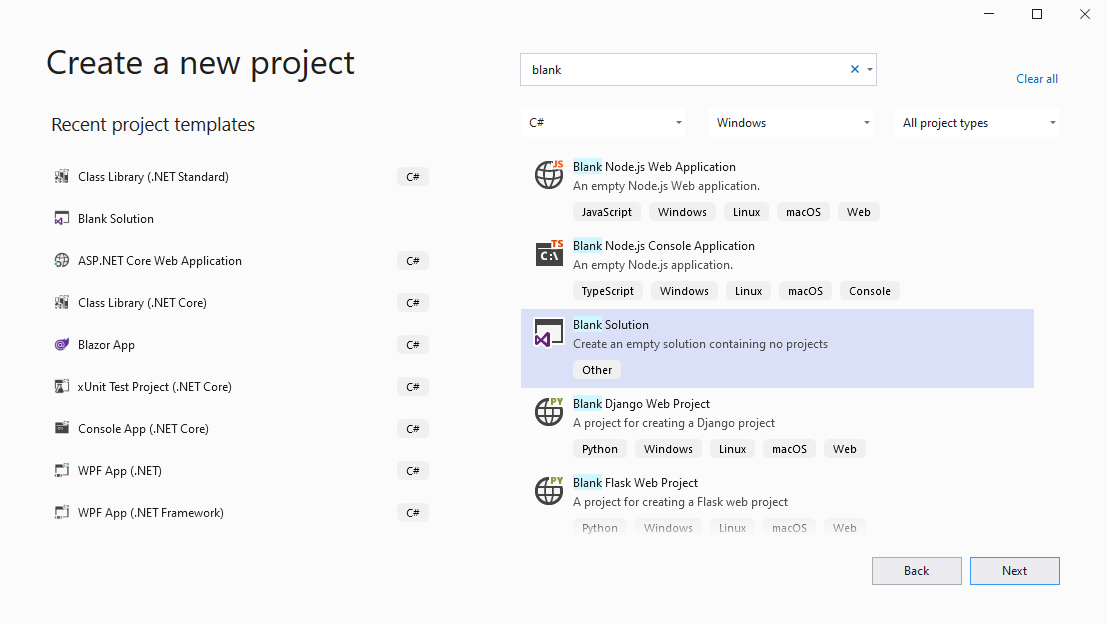 Create a new project
Recent project templates
Class Library (.NET Standard) C#
Blank Solution
ASP.NET Core Web Application C#
Class Library (.NET Core) C#
Blazor App C#
xUnit Test Project (.NET Core) C#
Console App (.NET Core) C#
WPF App (.NET) C#
WPF App (.NET Framework) C#
blank
Clear all
C# Windows All project types
JS
Blank Node.js Web Application
An empty Node.js Web application.
JavaScript Windows Linux macOS Web
TS
C:\
Blank Node.js Console Application
An empty Node.js application.
TypeScript Windows Linux macOS Console
Blank Solution
Create an empty solution containing no projects
Other
PY
Blank Django Web Project
A project for creating a Django project
Python Windows Linux macOS Web
PY
Blank Flask Web Project
A project for creating a Flask web project
Python Windows Linux macOS Web
Back Next